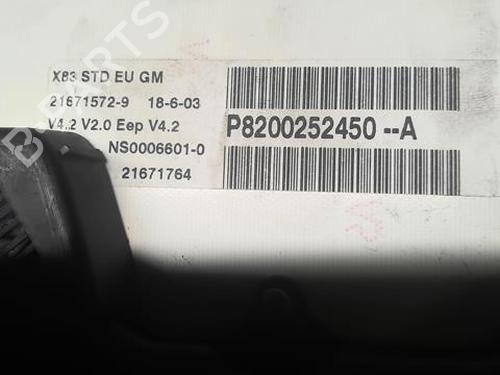 X83 STD EU GM
21671572-9 18-6-03
V4.2 V2.0 Eep V4.2
NS0006601-0
21671764
P8200252450--A
PARTS